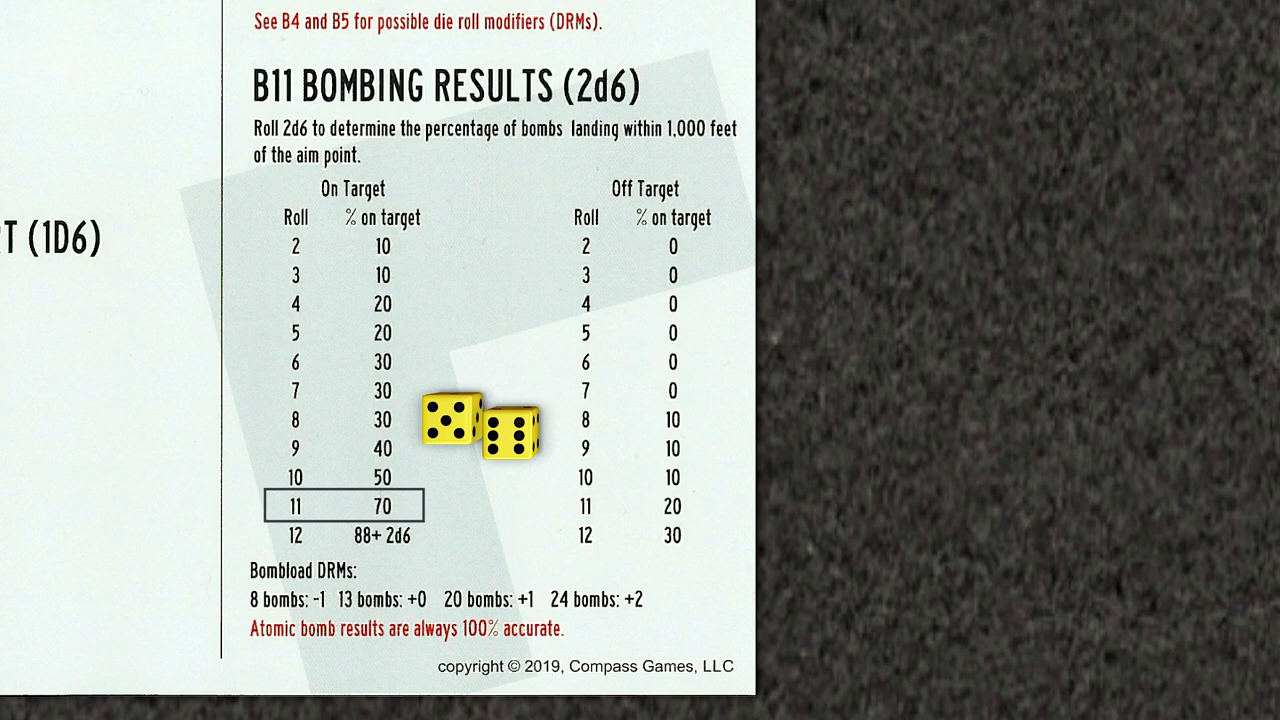 See B4 and B5 for possible die roll modifiers (DRMs).
B11 BOMBING RESULTS (2d6)
Roll 2d6 to determine the percentage of bombs landing within 1,000 feet
of the aim point.
On Target Off Target
Roll % on target Roll % on target
2 10 2 0
3 10 3 0
4 20 4 0
T (1D6)
5 20 5 0
6 30 6 0
7 30 7 0
8 30 8 10
9 40 9 10
10 50 10 10
11 70 11 20
12 88+ 2d6 12 30
Bombload DRMs:
8 bombs: -1 13 bombs: +0 20 bombs: +1 24 bombs: +2
Atomic bomb results are always 100% accurate.
copyright © 2019, Compass Games, LLC